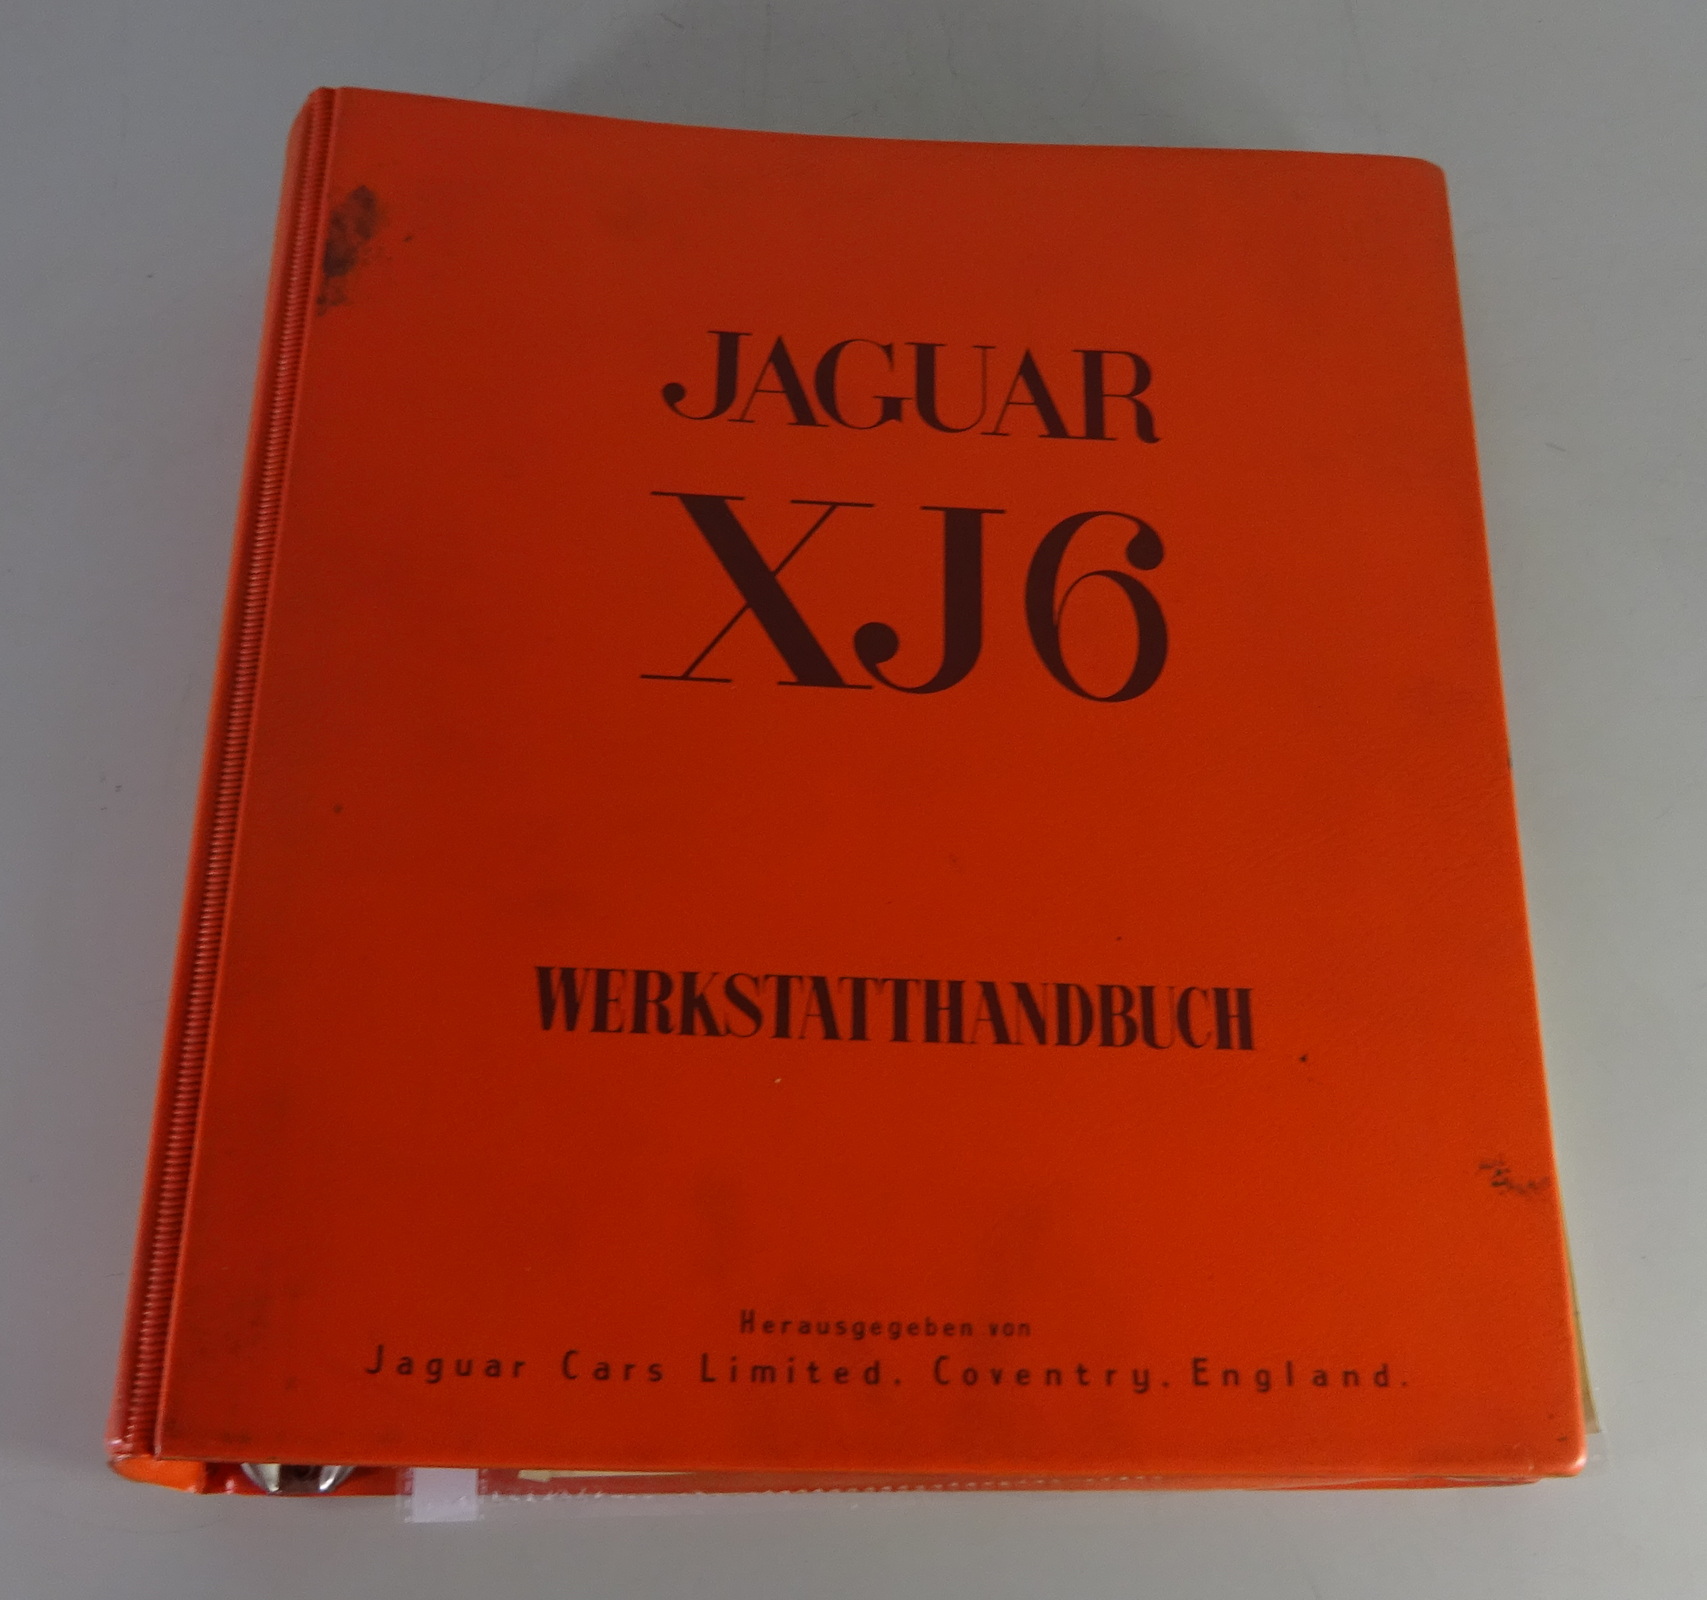 JAGUAR
XJ6
WERKSTATTHANDBUCH
Herausgegeben von
Jaguar Cars Limited. Coventry. England.